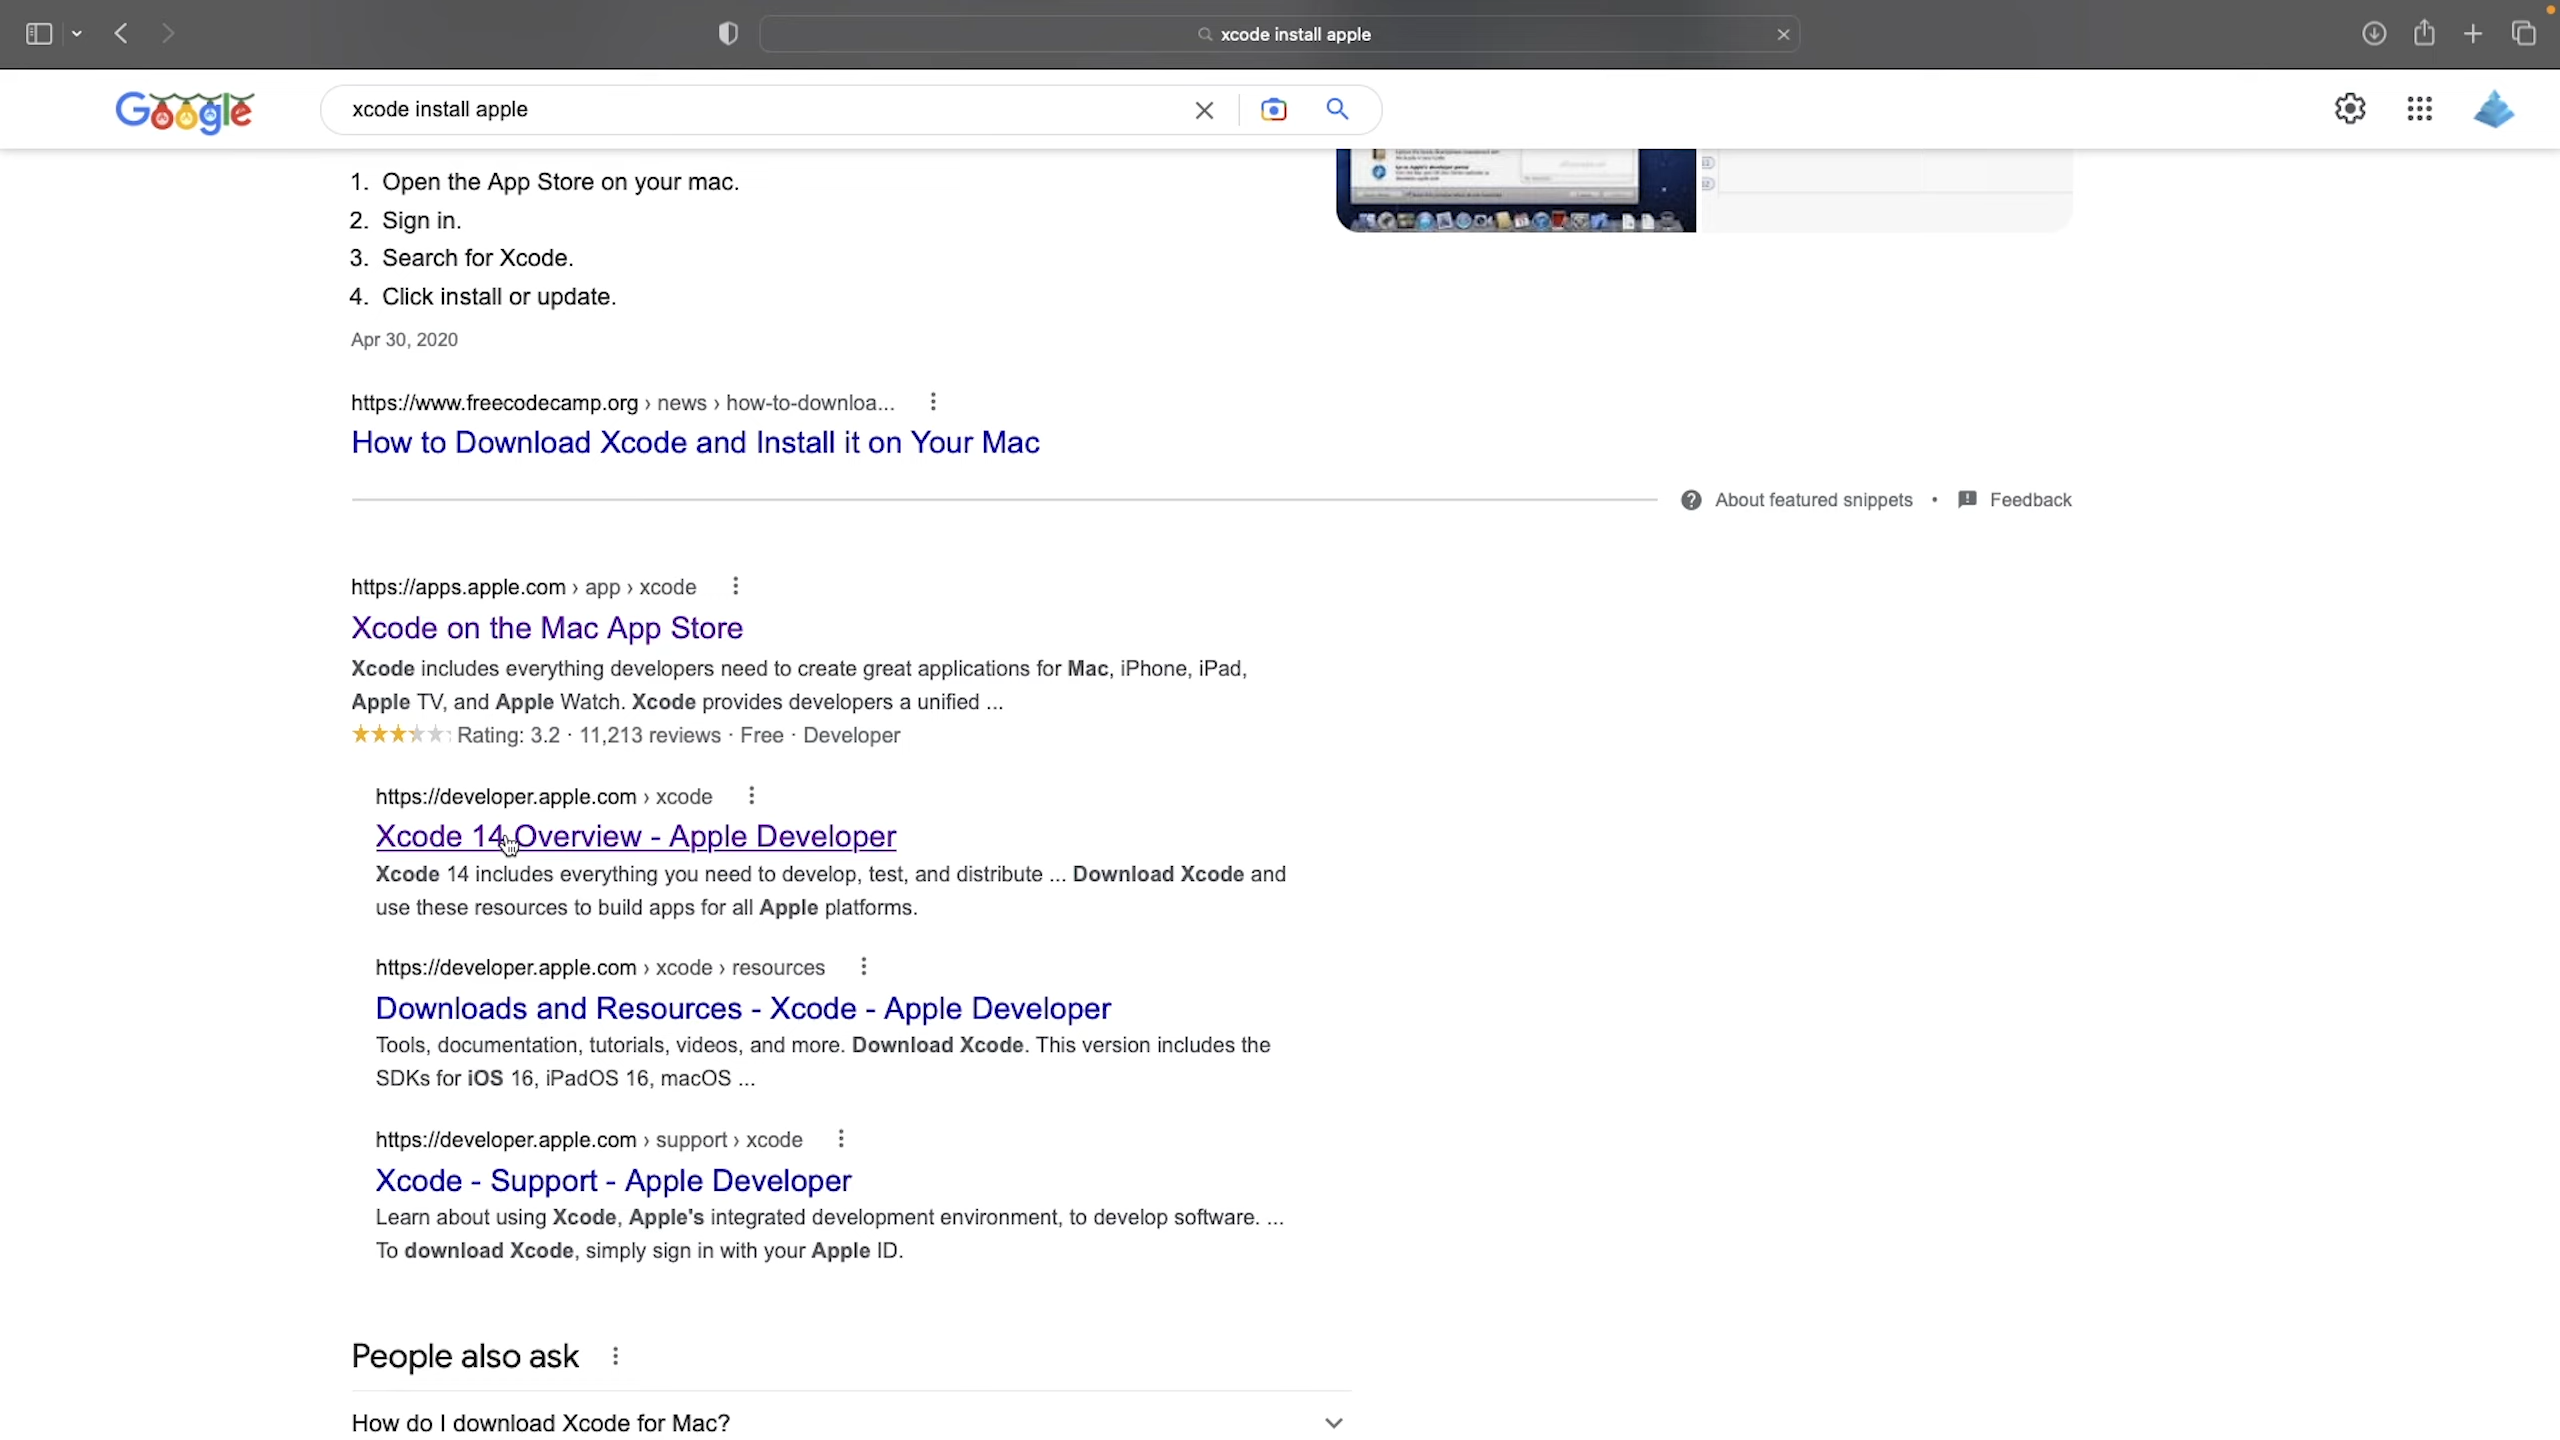 xcode install apple
Google
xcode install apple
1. Open the App Store on your mac.
2. Sign in.
3. Search for Xcode.
4. Click install or update.
Apr 30, 2020
https://www.freecodecamp.org › news › how-to-downloa...
How to Download Xcode and Install it on Your Mac
About featured snippets • Feedback
https://apps.apple.com › app › xcode
Xcode on the Mac App Store
Xcode includes everything developers need to create great applications for Mac, iPhone, iPad,
Apple TV, and Apple Watch. Xcode provides developers a unified ...
Rating: 3.2 · 11,213 reviews · Free · Developer
https://developer.apple.com › xcode
Xcode 14 Overview - Apple Developer
Xcode 14 includes everything you need to develop, test, and distribute ... Download Xcode and
use these resources to build apps for all Apple platforms.
https://developer.apple.com › xcode › resources
Downloads and Resources - Xcode - Apple Developer
Tools, documentation, tutorials, videos, and more. Download Xcode. This version includes the
SDKs for iOS 16, iPadOS 16, macOS ...
https://developer.apple.com › support › xcode
Xcode - Support - Apple Developer
Learn about using Xcode, Apple's integrated development environment, to develop software. ...
To download Xcode, simply sign in with your Apple ID.
People also ask
How do I download Xcode for Mac?